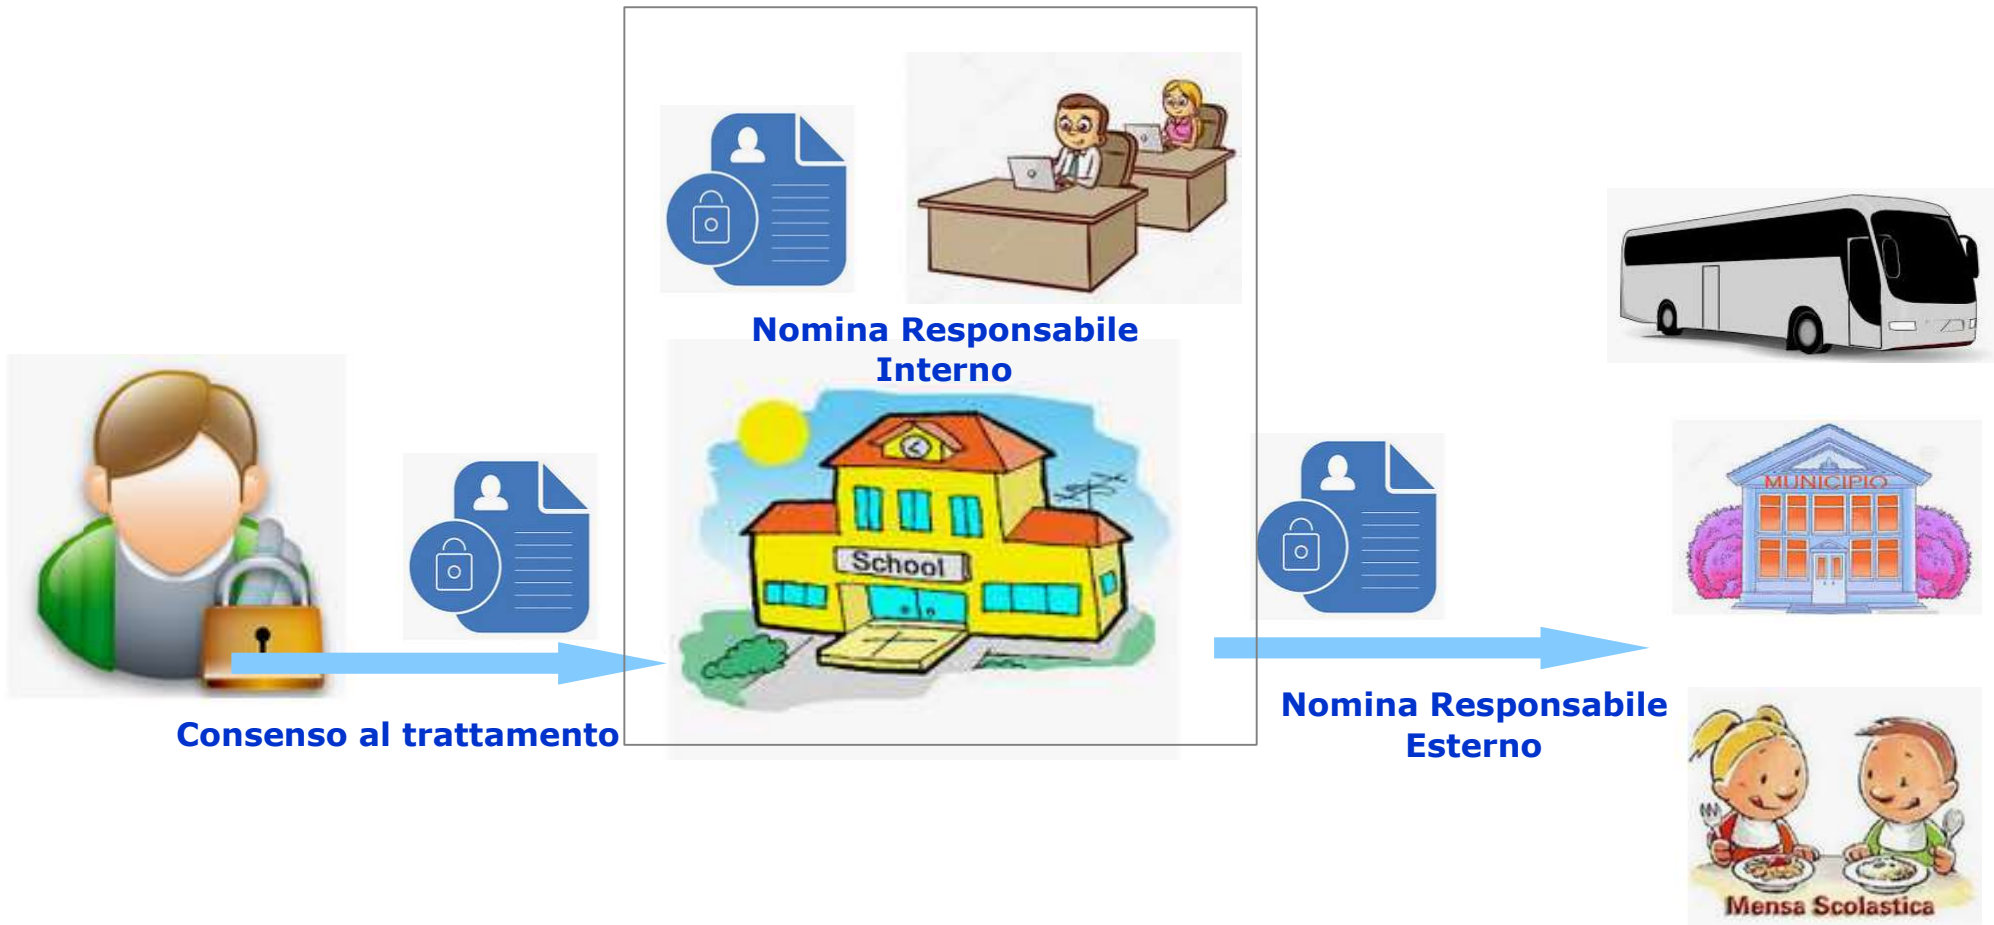 Nomina Responsabile
Interno
School
Consenso al trattamento
Nomina Responsabile
Esterno
MUNICIPIO
Mensa Scolastica